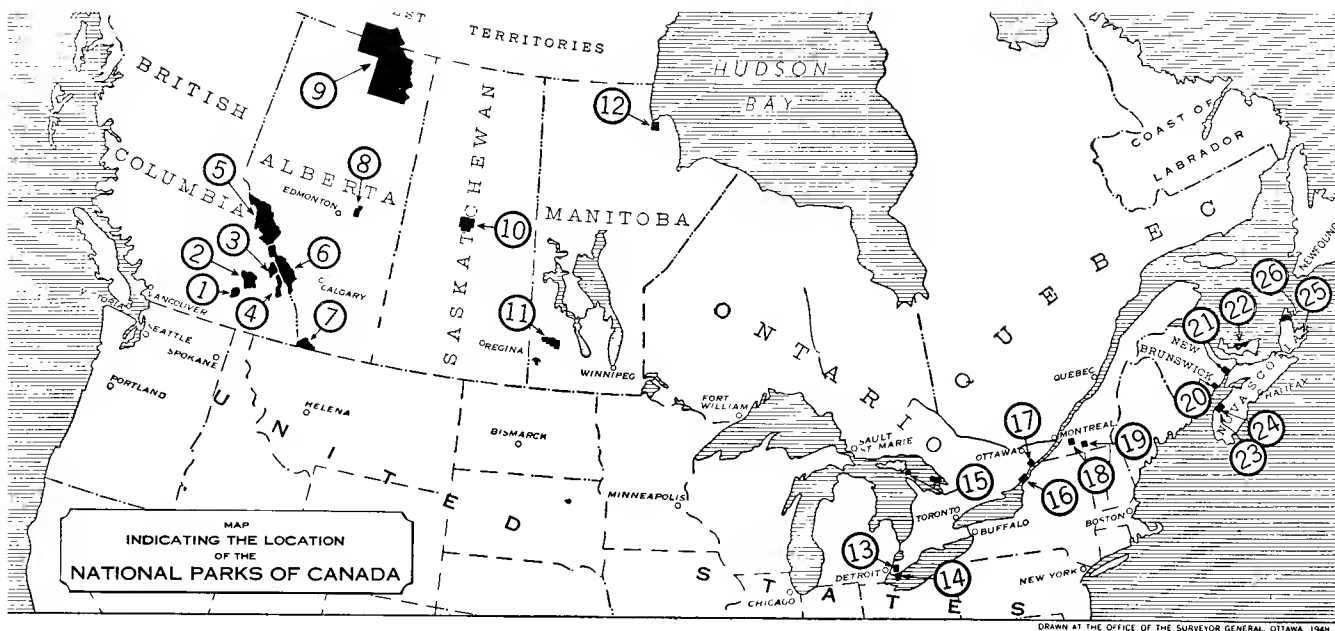 EST TERRITORIES
HUDSON
BAY
BRITISH
COLUMBIA
ALBERTA
SASKATCHEWAN
MANITOBA
ONTARIO
QUEBEC
COAST OF
LABRADOR
NEWFOUND
NEW
BRUNSWICK
NOVA SCO
HALIFAX
9
12
8
5
EDMONTON
10
3
6
2
1
4
CALGARY
7
11
VANCOUVER
REGINA
WINNIPEG
SEATTLE
SPOKANE
PORTLAND
HELENA
BISMARCK
MINNEAPOLIS
FORT
WILLIAM
SAULT
ST MARIE
QUEBEC
MONTREAL
OTTAWA
TORONTO
BUFFALO
BOSTON
NEW YORK
DETROIT
CHICAGO
UNITED STATES
13
14
15
16
17
18
19
20
21
22
23
24
25
26
MAP
INDICATING THE LOCATION
OF THE
NATIONAL PARKS OF CANADA
DRAWN AT THE OFFICE OF THE SURVEYOR GENERAL, OTTAWA